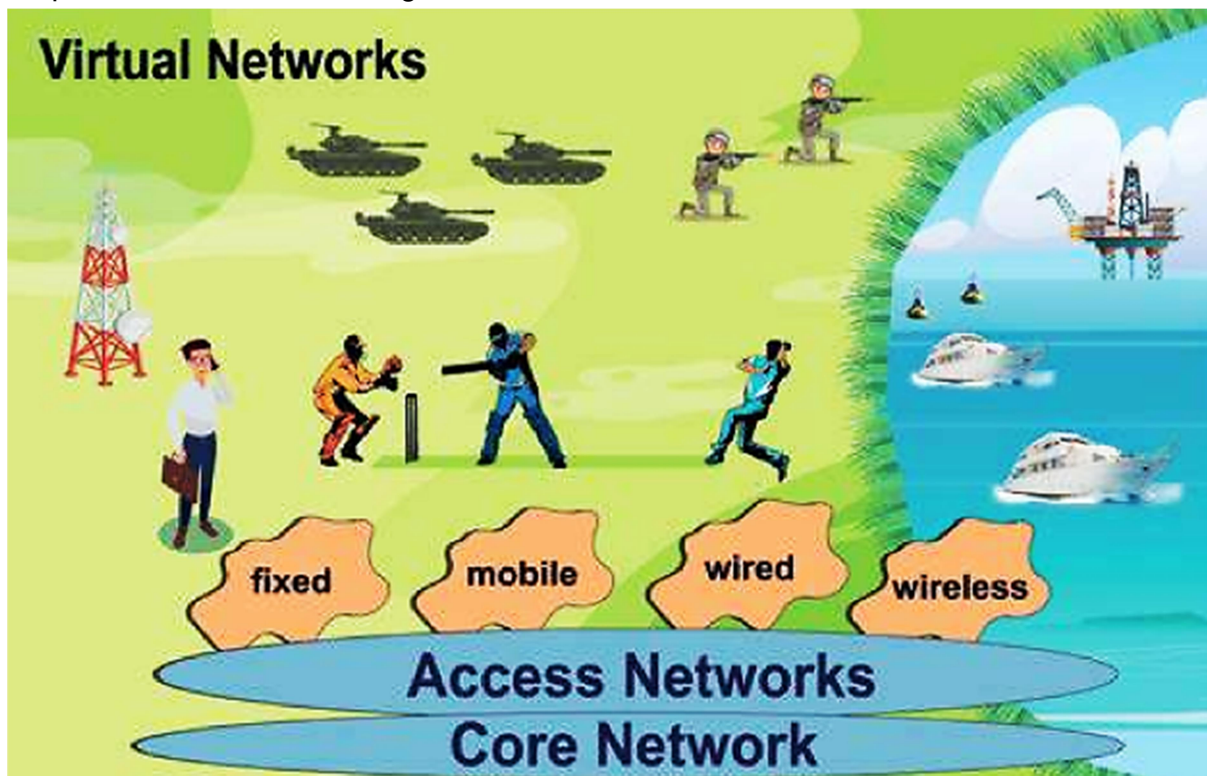 Virtual Networks
fixed
mobile
wired
wireless
Access Networks
Core Network